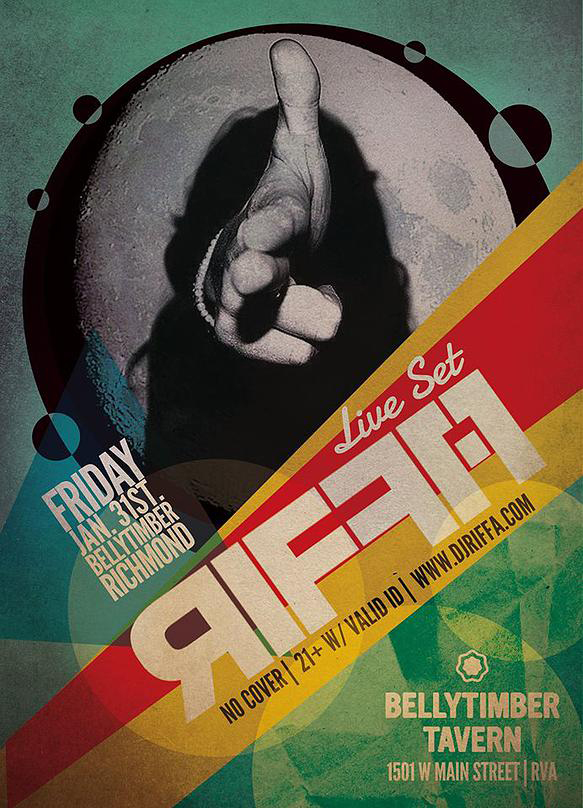 Live Set
RIFFA
FRIDAY
JAN. 31ST.
BELLYTIMBER
RICHMOND
NO COVER | 21+ W/ VALID ID | WWW.DJRIFFA.COM
BELLYTIMBER
TAVERN
1501 W MAIN STREET | RVA